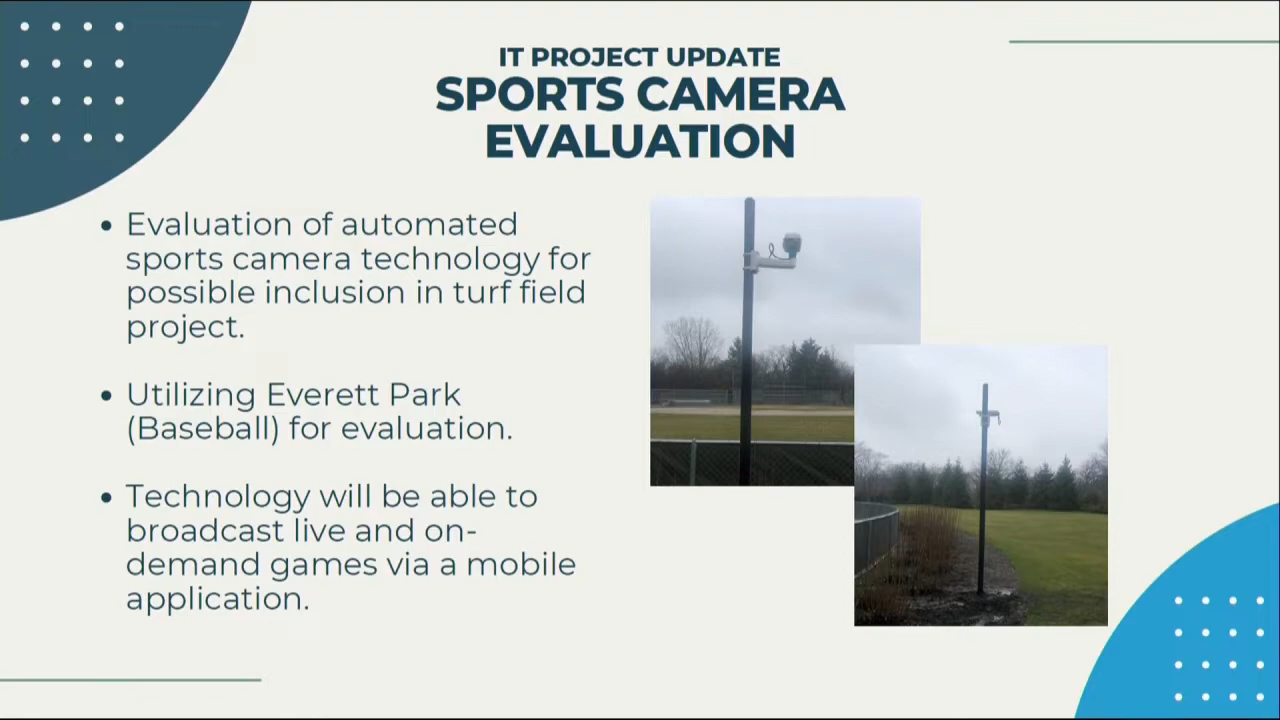 IT PROJECT UPDATE
SPORTS CAMERA
EVALUATION
• Evaluation of automated
sports camera technology for
possible inclusion in turf field
project.
• Utilizing Everett Park
(Baseball) for evaluation.
• Technology will be able to
broadcast live and on-
demand games via a mobile
application.